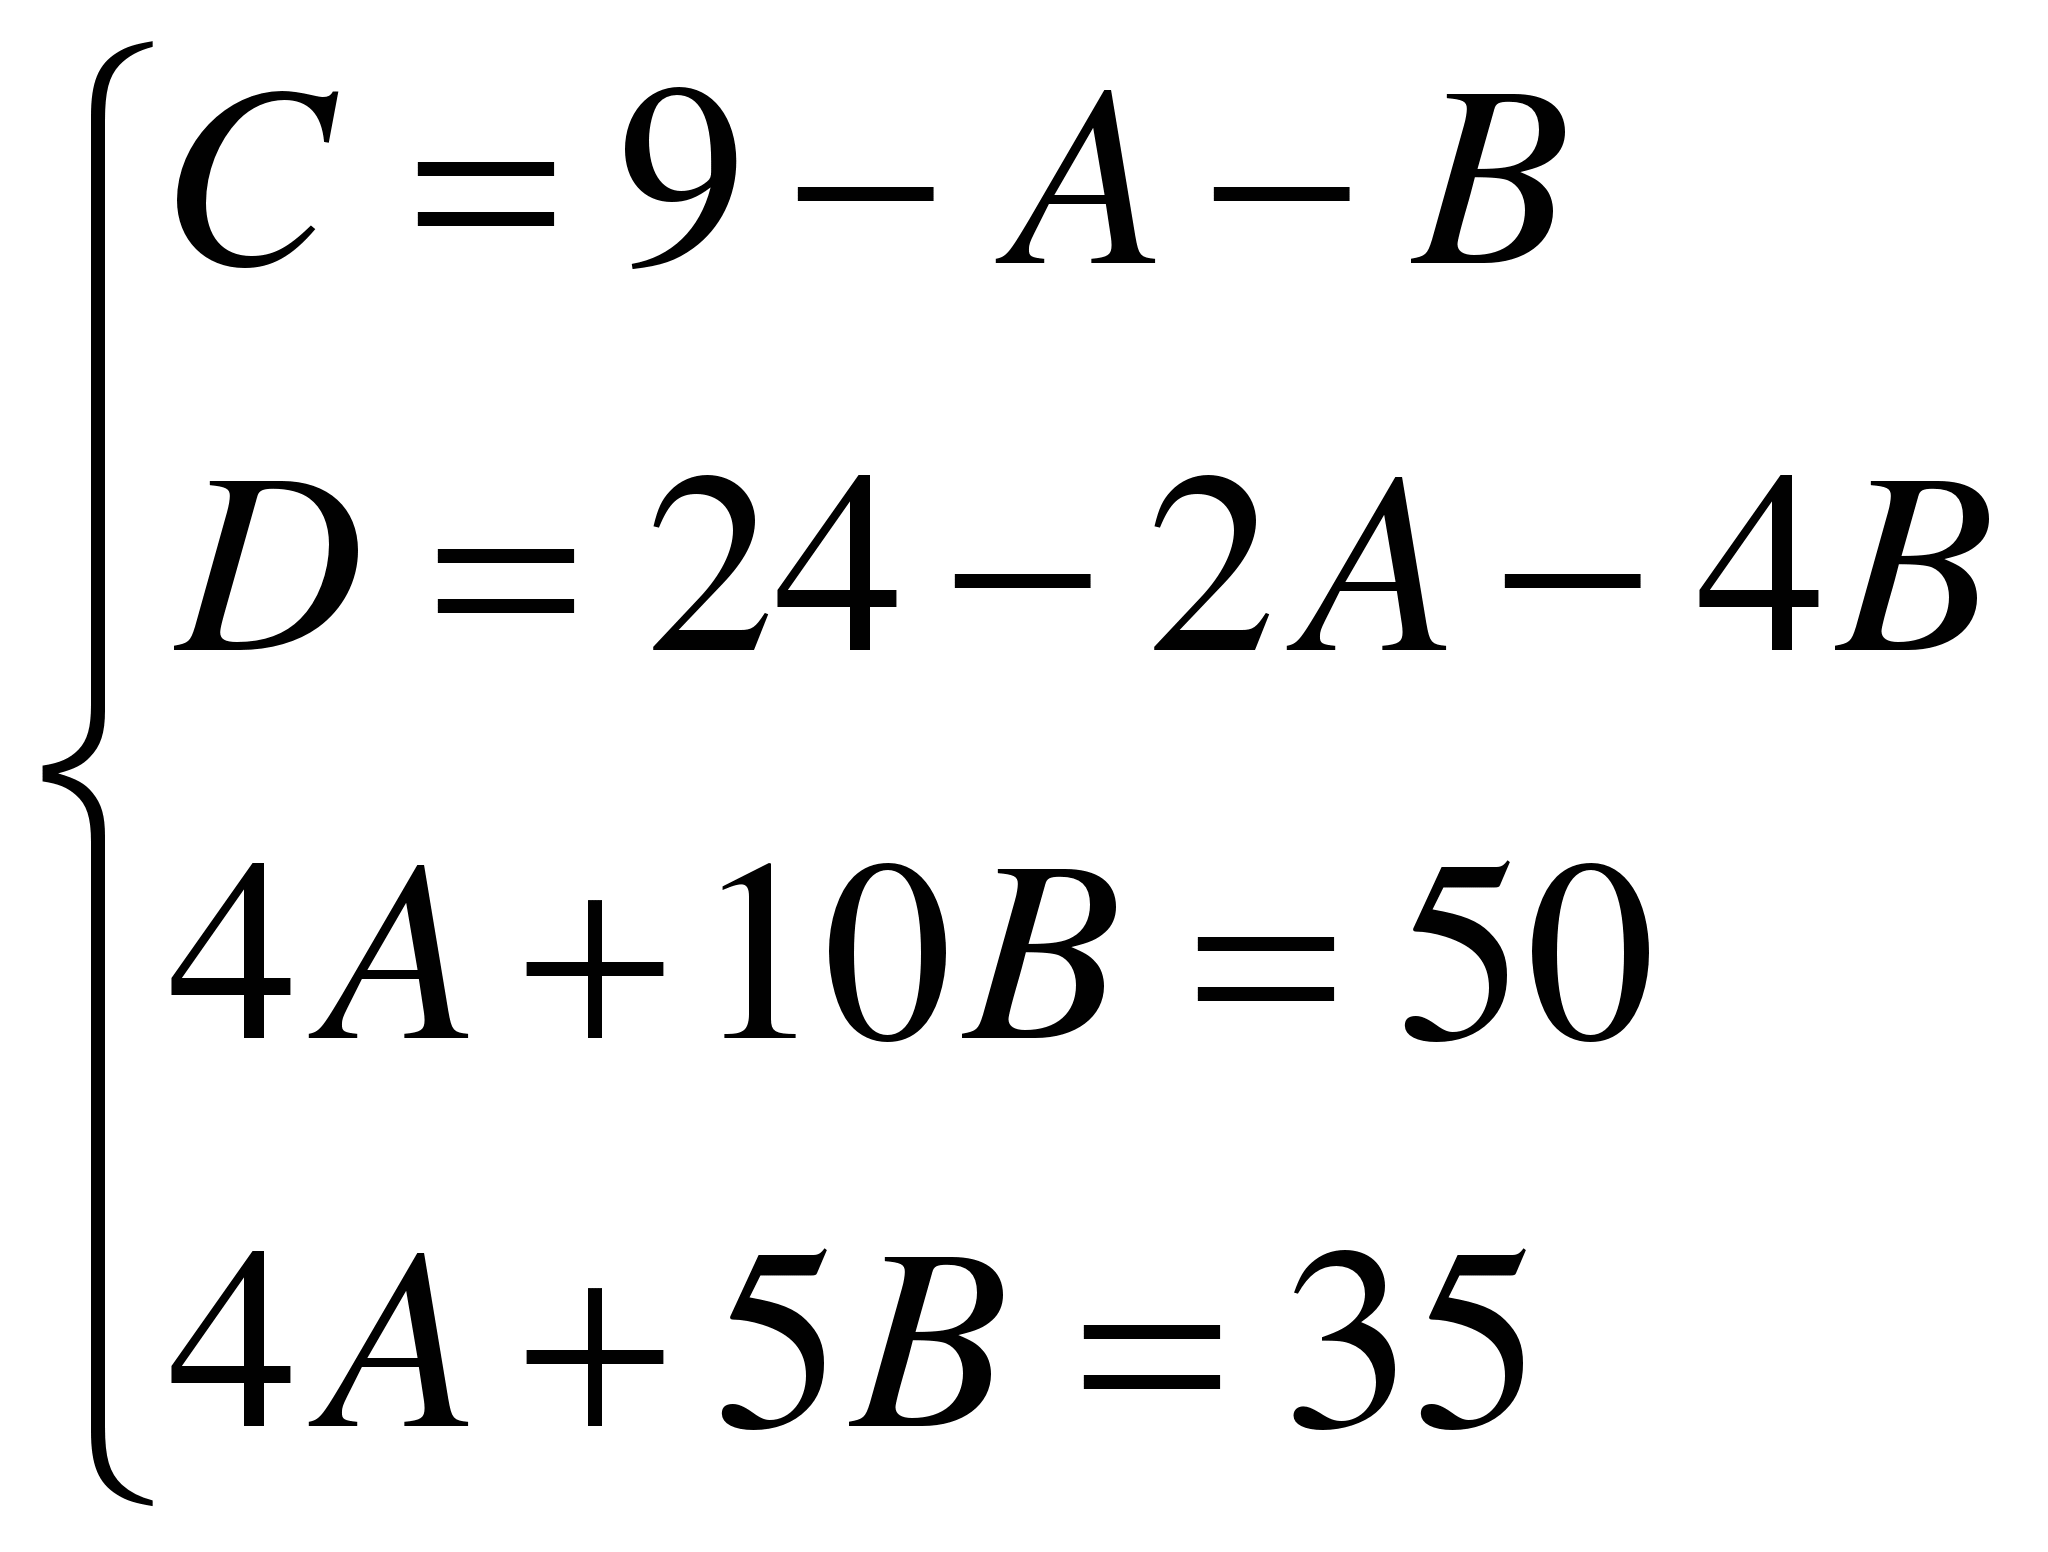 C = 9 − A − B
D = 24 − 2A − 4B
4A + 10B = 50
4A + 5B = 35